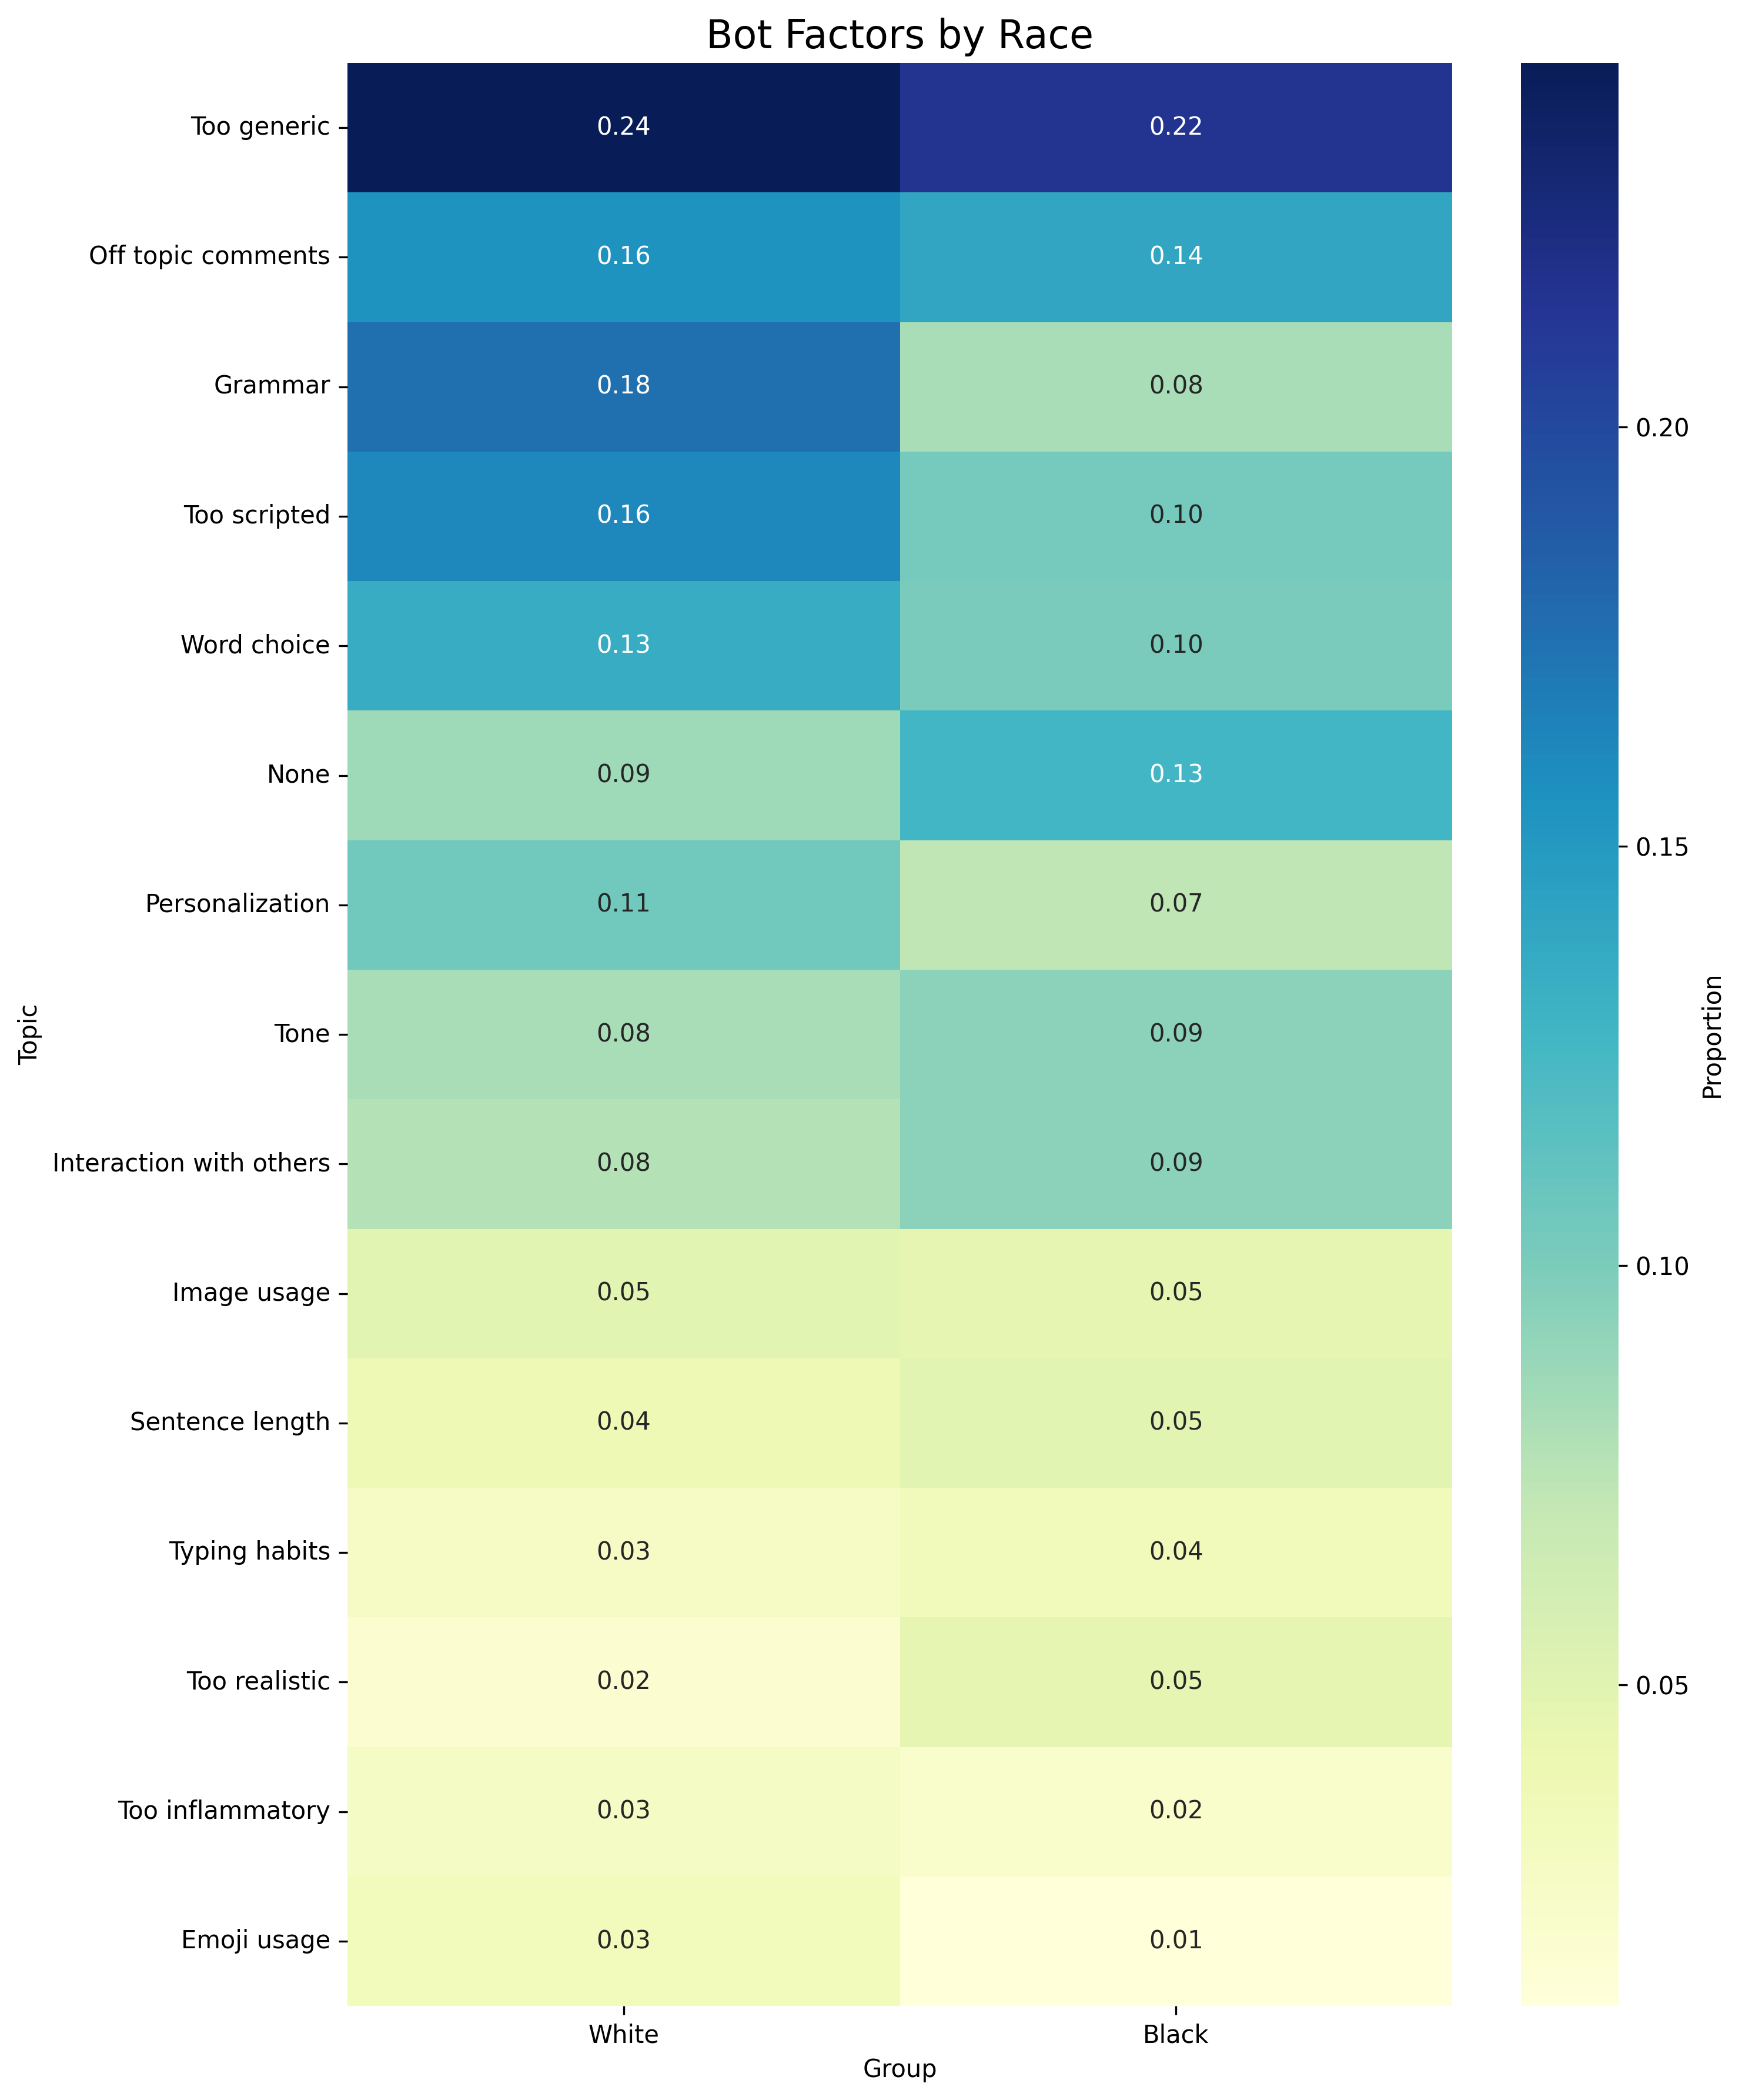 Bot Factors by Race
Too generic 0.24 0.22
Off topic comments 0.16 0.14
Grammar 0.18 0.08
Too scripted 0.16 0.10
Word choice 0.13 0.10
None 0.09 0.13
Personalization 0.11 0.07
Tone 0.08 0.09
Interaction with others 0.08 0.09
Image usage 0.05 0.05
Sentence length 0.04 0.05
Typing habits 0.03 0.04
Too realistic 0.02 0.05
Too inflammatory 0.03 0.02
Emoji usage 0.03 0.01
White Black
Group
Topic
0.20
0.15
0.10
0.05
Proportion